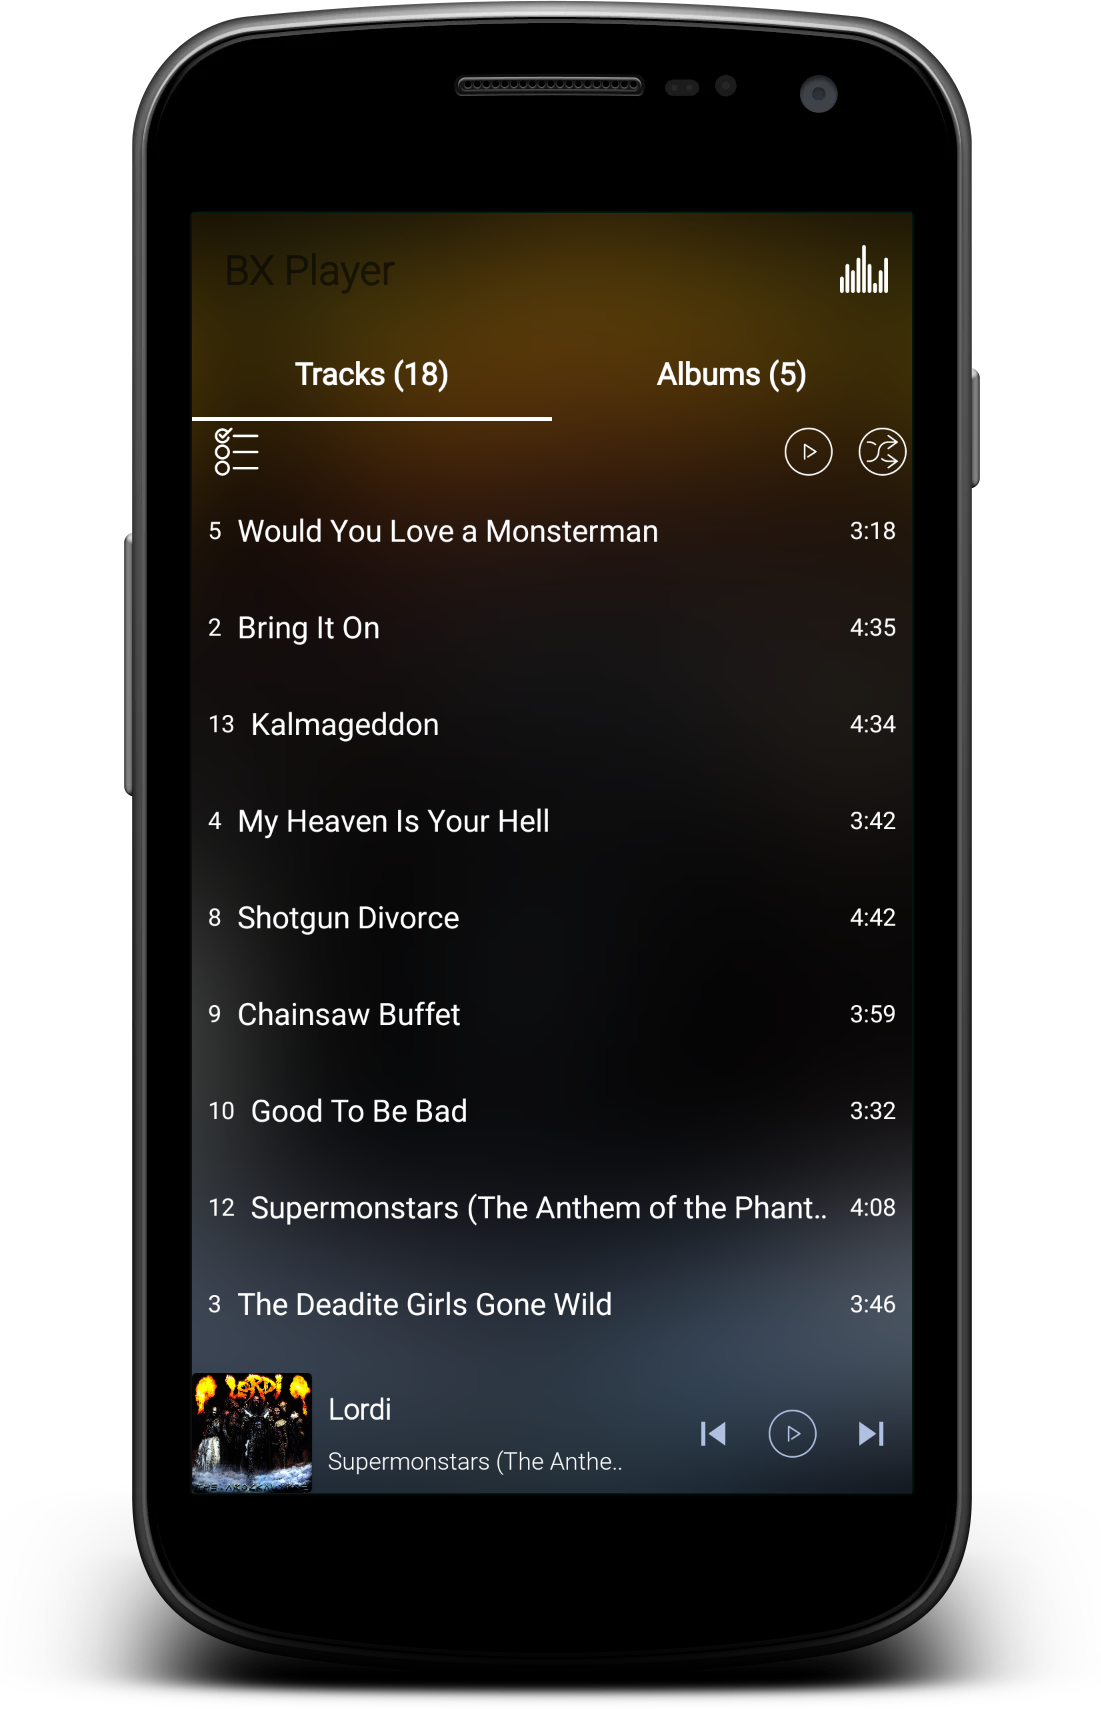 BX Player
Tracks (18) Albums (5)
5 Would You Love a Monsterman 3:18
2 Bring It On 4:35
13 Kalmageddon 4:34
4 My Heaven Is Your Hell 3:42
8 Shotgun Divorce 4:42
9 Chainsaw Buffet 3:59
10 Good To Be Bad 3:32
12 Supermonstars (The Anthem of the Phant.. 4:08
3 The Deadite Girls Gone Wild 3:46
LORDI
Lordi
Supermonstars (The Anthe..